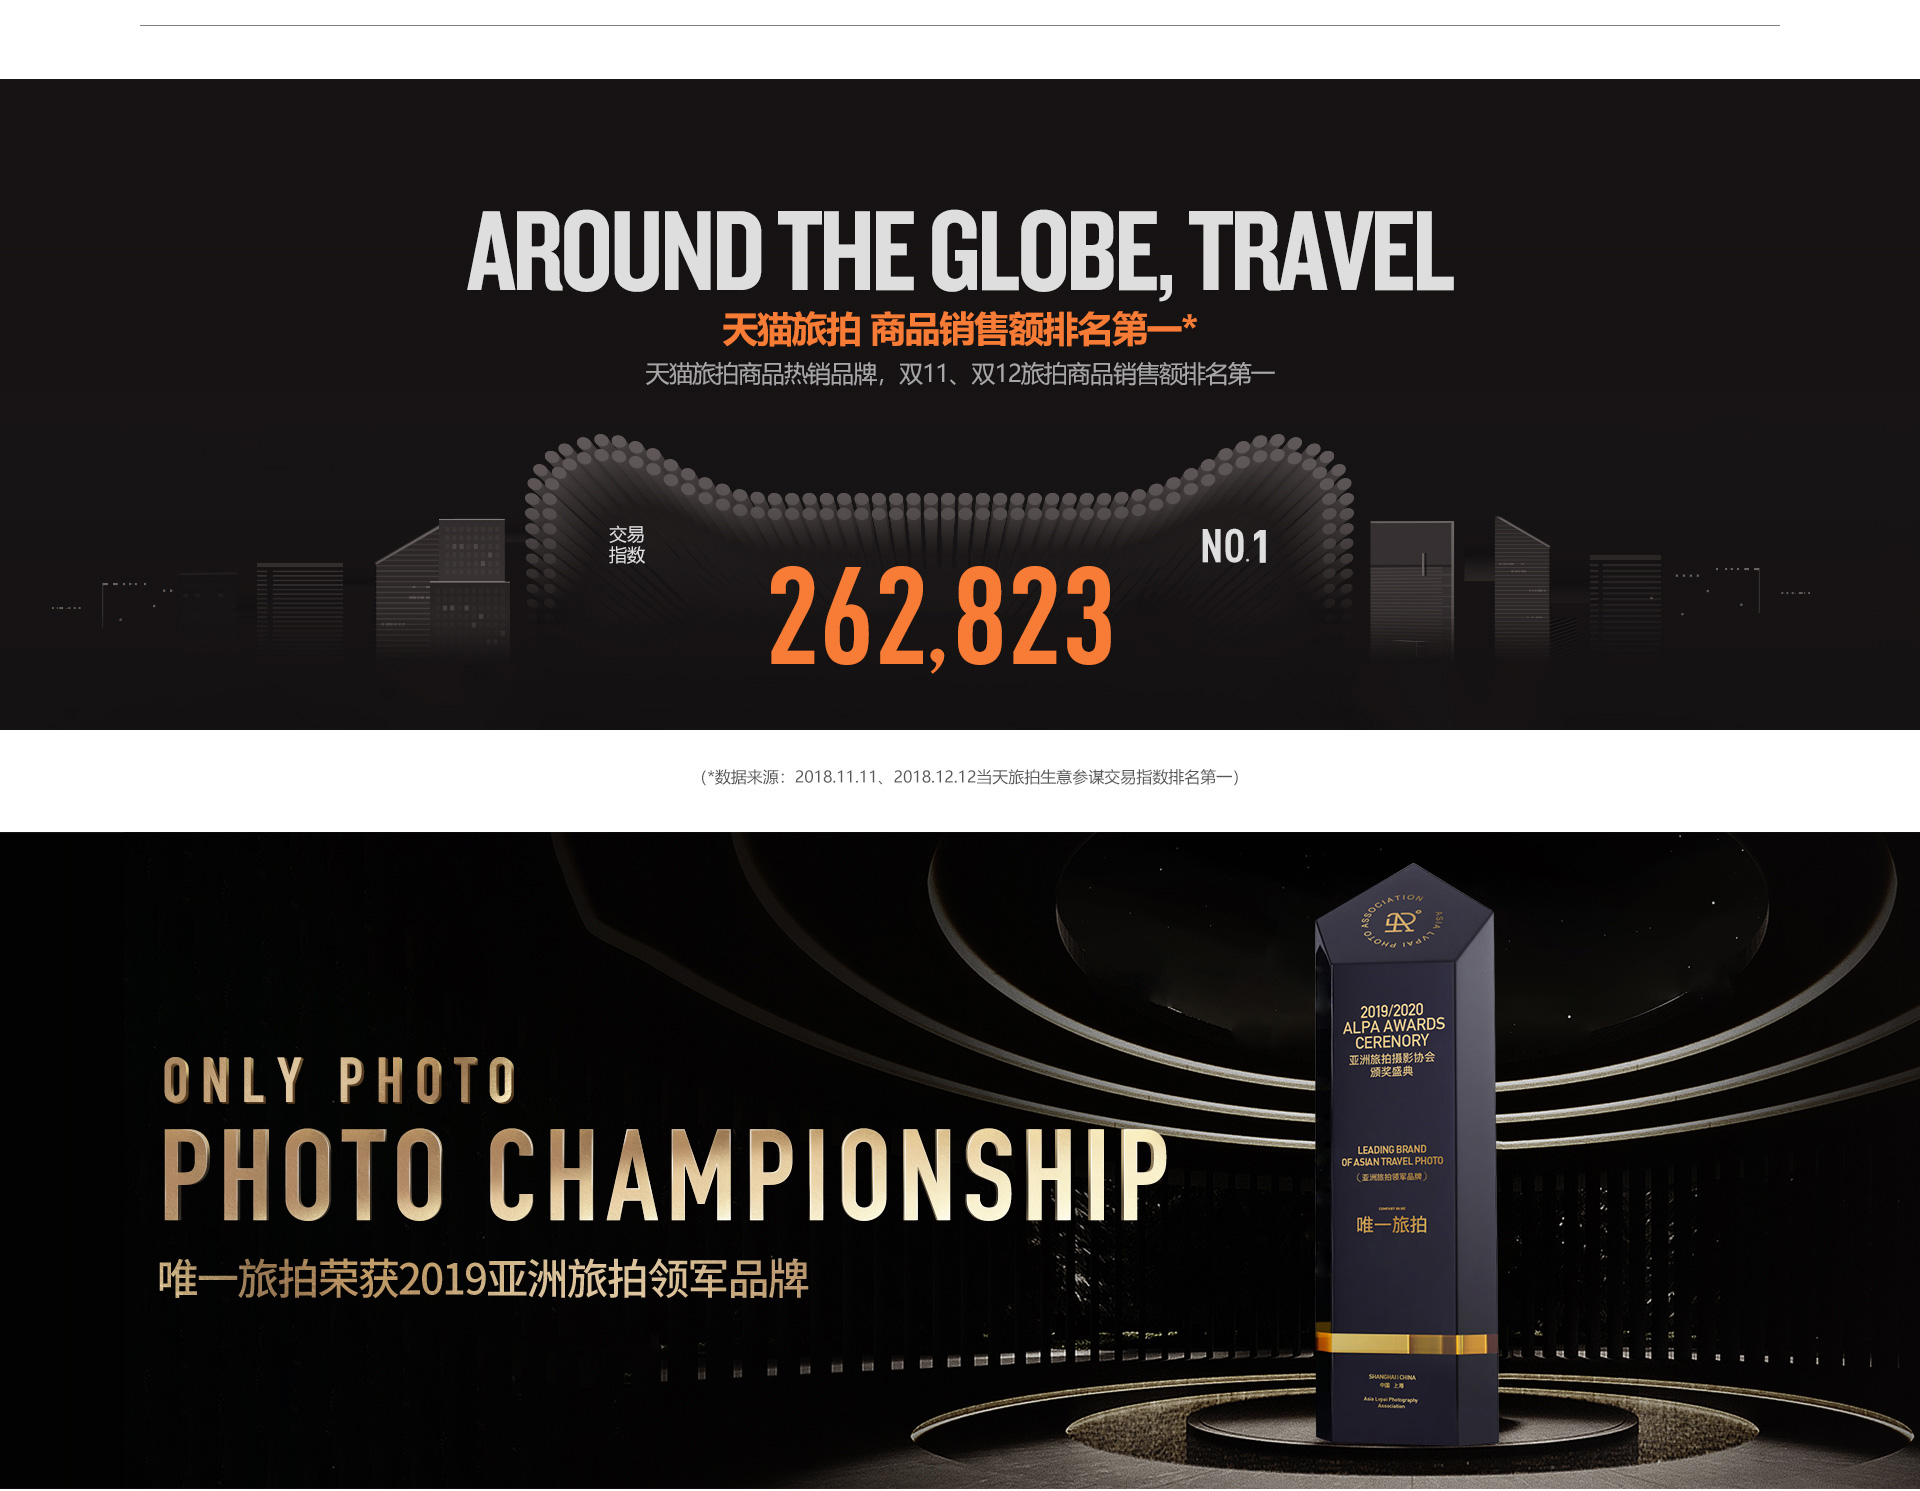 AROUND THE GLOBE, TRAVEL
天猫旅拍 商品销售额排名第一*
天猫旅拍商品热销品牌，双11、双12旅拍商品销售额排名第一
交易
指数
NO.1
262,823
(*数据来源：2018.11.11、2018.12.12当天旅拍生意参谋交易指数排名第一)
ONLY PHOTO
PHOTO CHAMPIONSHIP
唯一旅拍荣获2019亚洲旅拍领军品牌
ASIA LVPAI PHOTO ASSOCIATION
2019/2020
ALPA AWARDS
CERENORY
亚洲旅拍摄影协会
颁奖盛典
LEADING BRAND
OF ASIAN TRAVEL PHOTO
（亚洲旅拍领军品牌）
唯一旅拍
SHANGHAI CHINA
中国 上海
Asia Lvpai Photography
Association